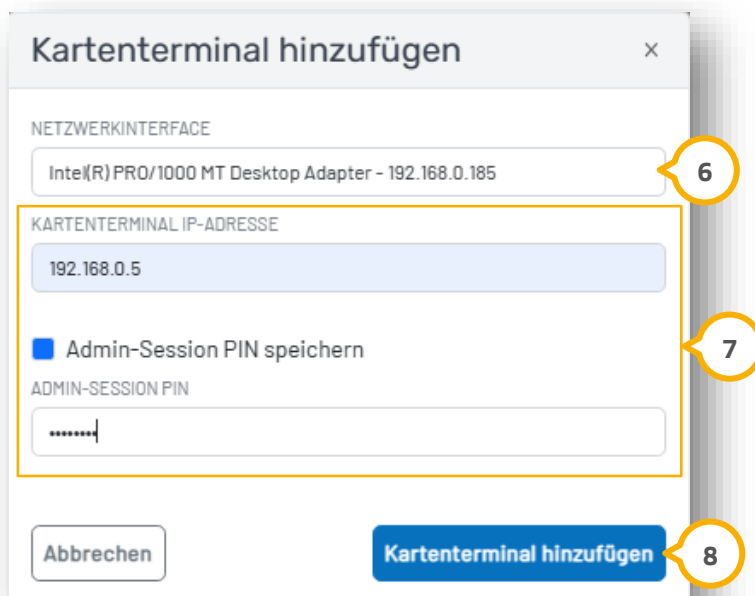 Kartenterminal hinzufügen ×
NETZWERKINTERFACE
Intel(R) PRO/1000 MT Desktop Adapter - 192.168.0.185
6
KARTENTERMINAL IP-ADRESSE
192.168.0.5
Admin-Session PIN speichern
7
ADMIN-SESSION PIN
••••••••
Abbrechen
Kartenterminal hinzufügen
8